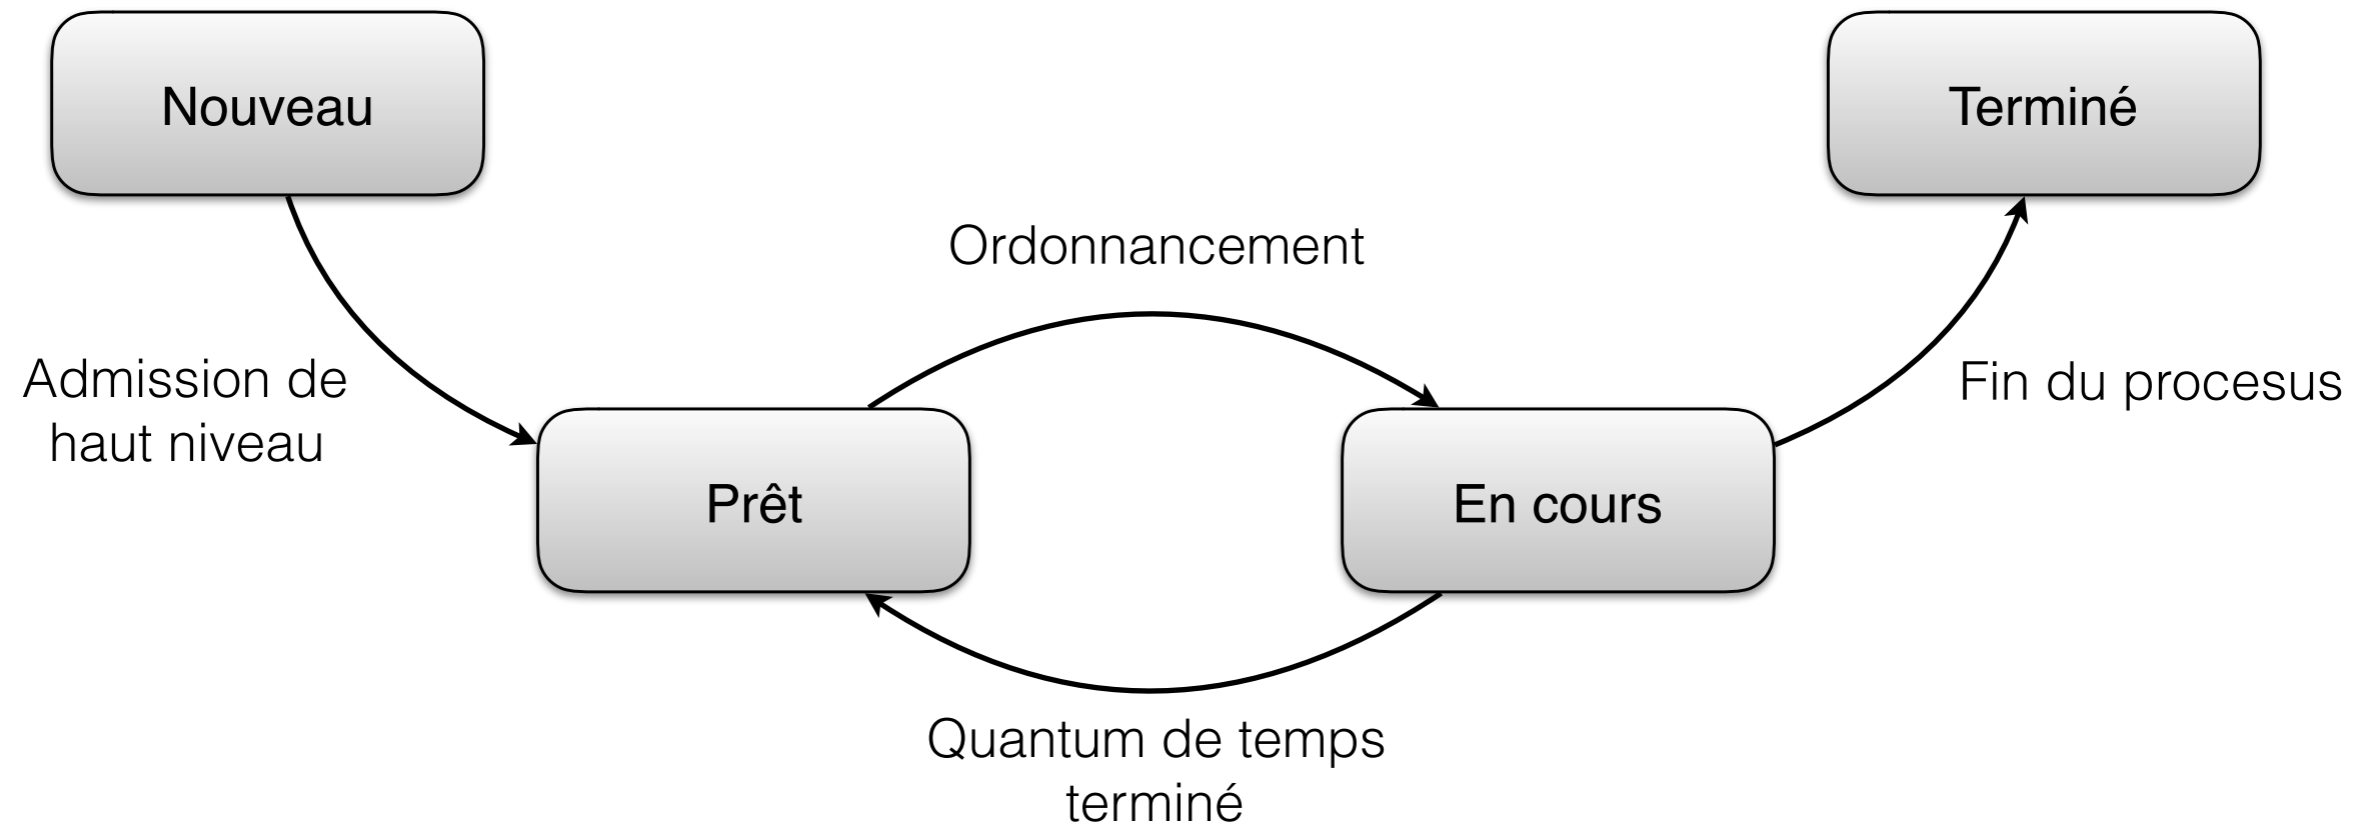 Nouveau
Terminé
Ordonnancement
Admission de
haut niveau
Fin du procesus
Prêt
En cours
Quantum de temps
terminé